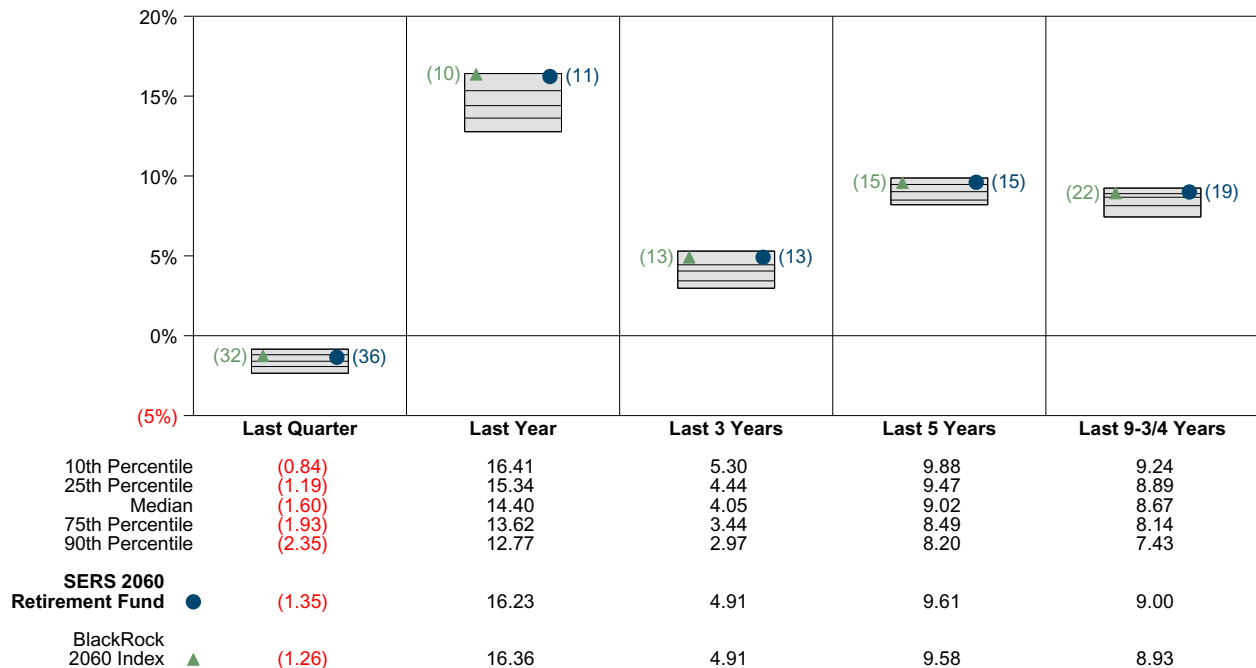 20%
15%
10%
5%
0%
(5%)
(32) (36)
(10) (11)
(13) (13)
(15) (15)
(22) (19)
Last Quarter Last Year Last 3 Years Last 5 Years Last 9-3/4 Years
10th Percentile (0.84) 16.41 5.30 9.88 9.24
25th Percentile (1.19) 15.34 4.44 9.47 8.89
Median (1.60) 14.40 4.05 9.02 8.67
75th Percentile (1.93) 13.62 3.44 8.49 8.14
90th Percentile (2.35) 12.77 2.97 8.20 7.43
SERS 2060
Retirement Fund (1.35) 16.23 4.91 9.61 9.00
BlackRock
2060 Index (1.26) 16.36 4.91 9.58 8.93